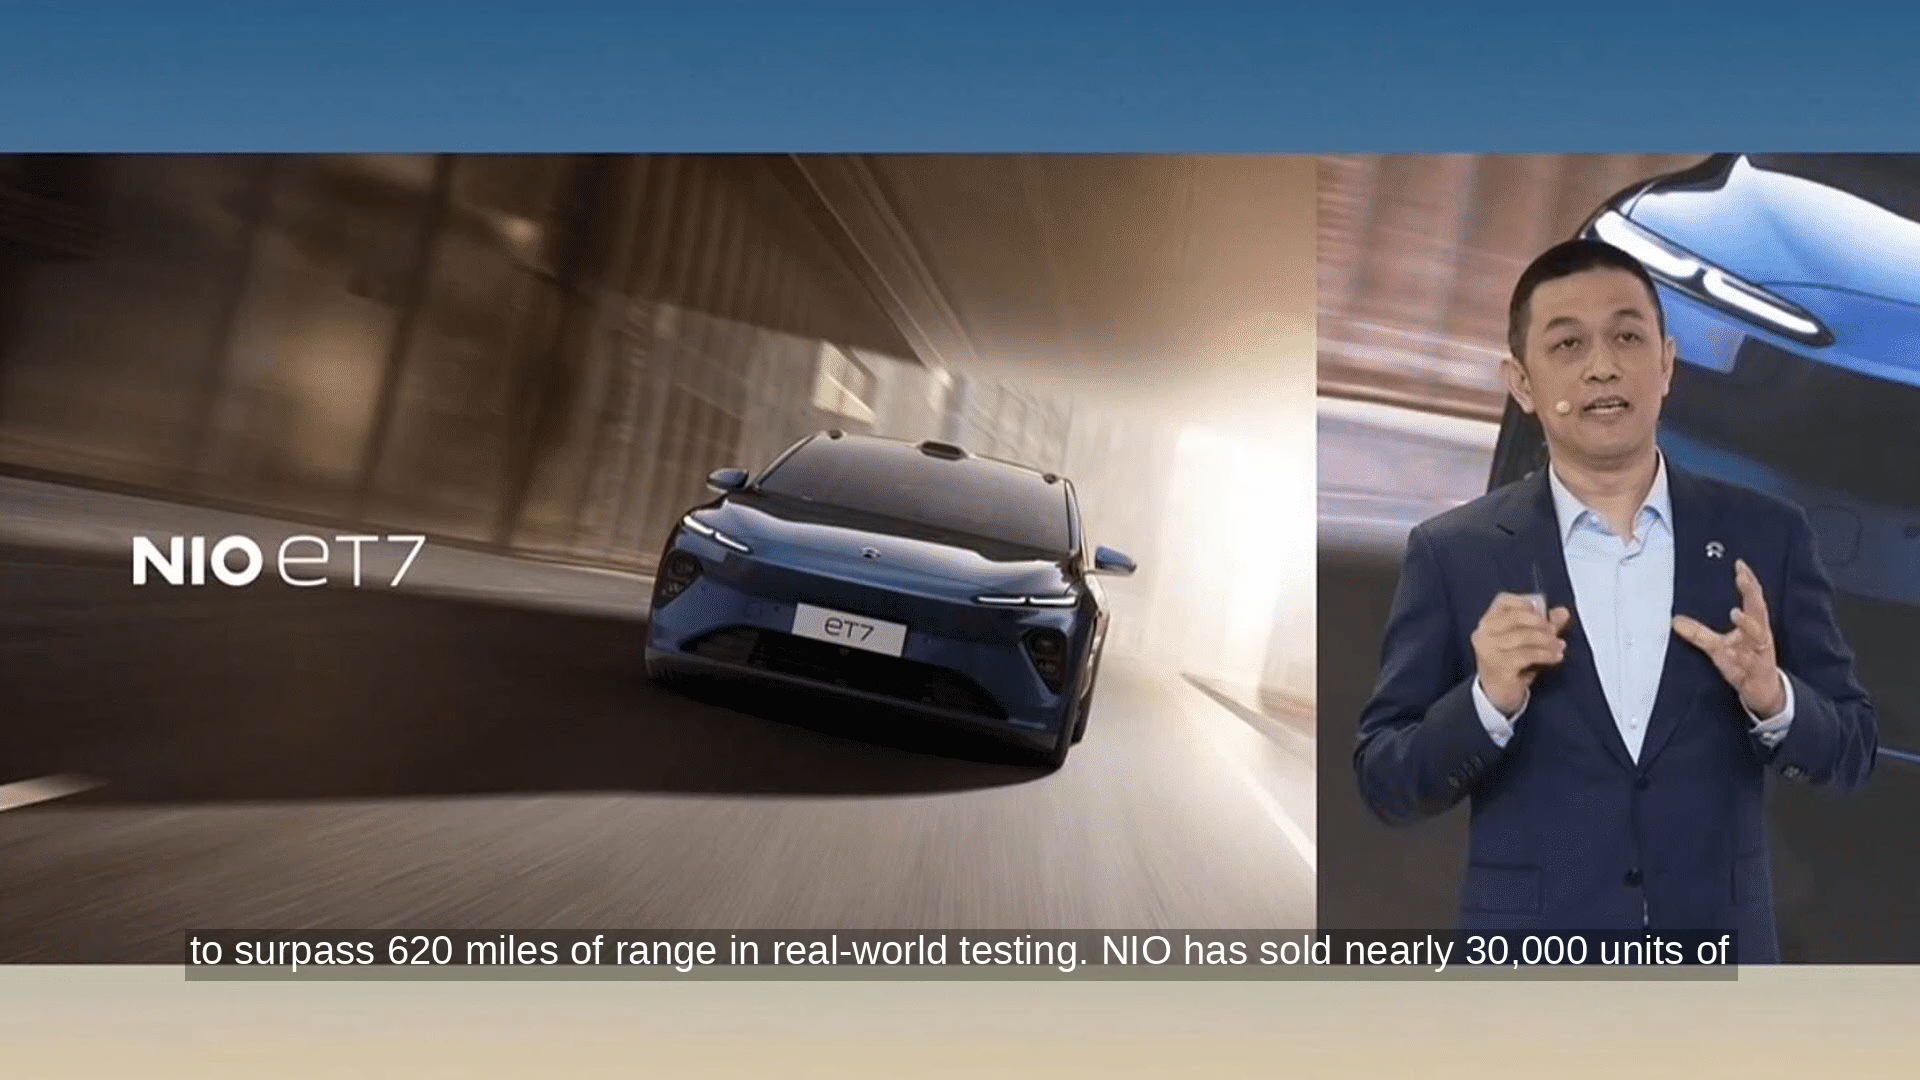 NIO eT7
eT7
to surpass 620 miles of range in real-world testing. NIO has sold nearly 30,000 units of